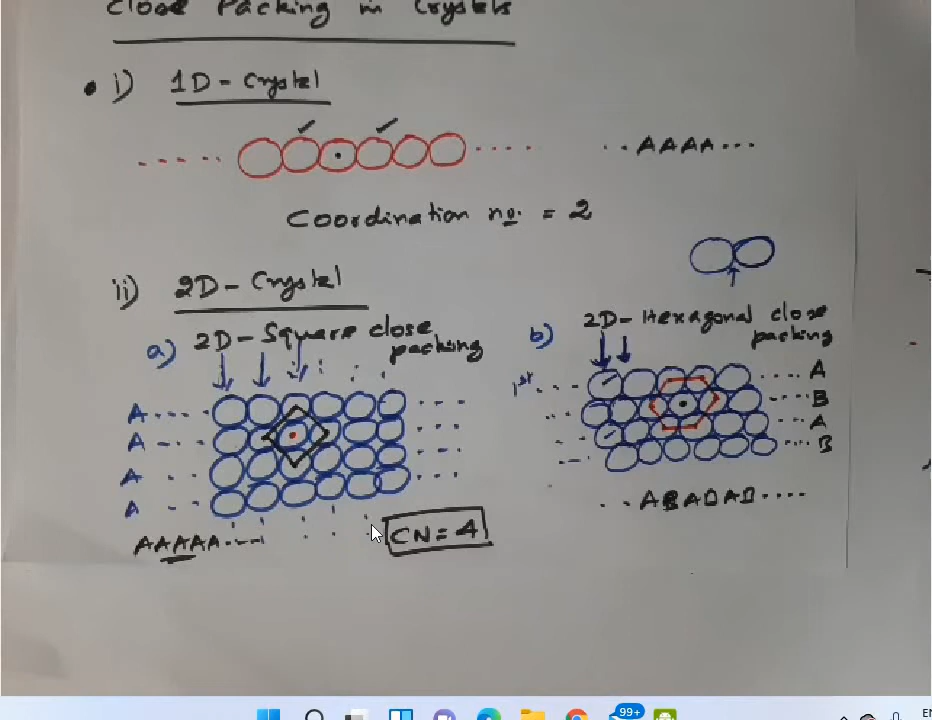 Close Packing in Crystals
i) 1D - Crystal
..AAAA...
Coordination no. = 2
ii) 2D - Crystal
a) 2D - Square close
packing
b) 2D - Hexagonal close
packing
A
A
A
A
AAAAA...
CN = 4
1st
A
B
A
B
..ABABAB....
99+
EN